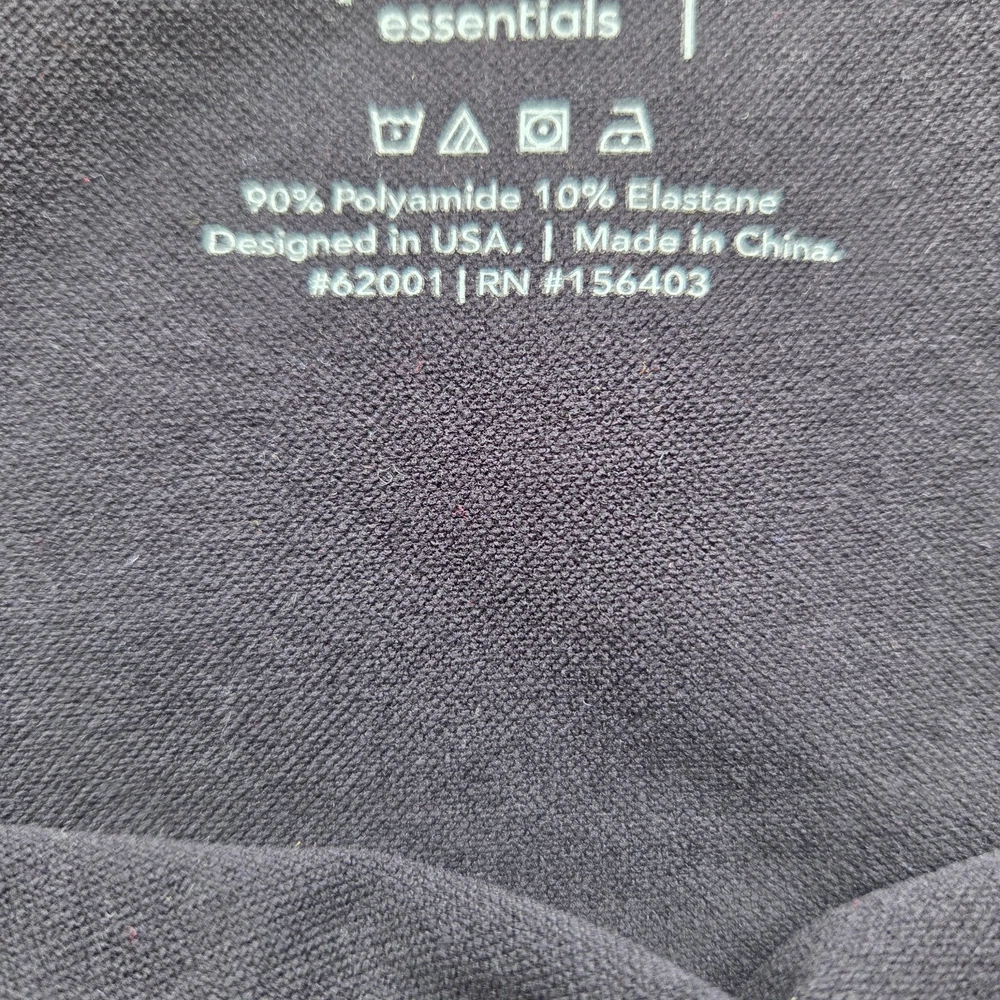 essentials
90% Polyamide 10% Elastane
Designed in USA. | Made in China.
#62001 | RN #156403